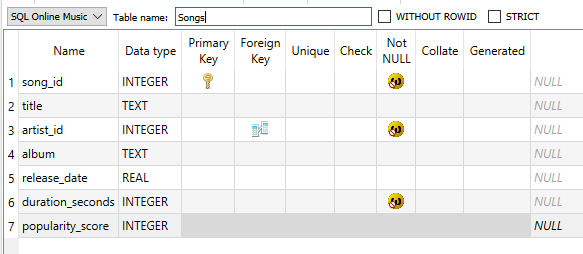 SQL Online Music Table name: Songs WITHOUT ROWID STRICT
Name Data type Primary Key Foreign Key Unique Check Not NULL Collate Generated
1 song_id INTEGER NULL
2 title TEXT NULL
3 artist_id INTEGER NULL
4 album TEXT NULL
5 release_date REAL NULL
6 duration_seconds INTEGER NULL
7 popularity_score INTEGER NULL